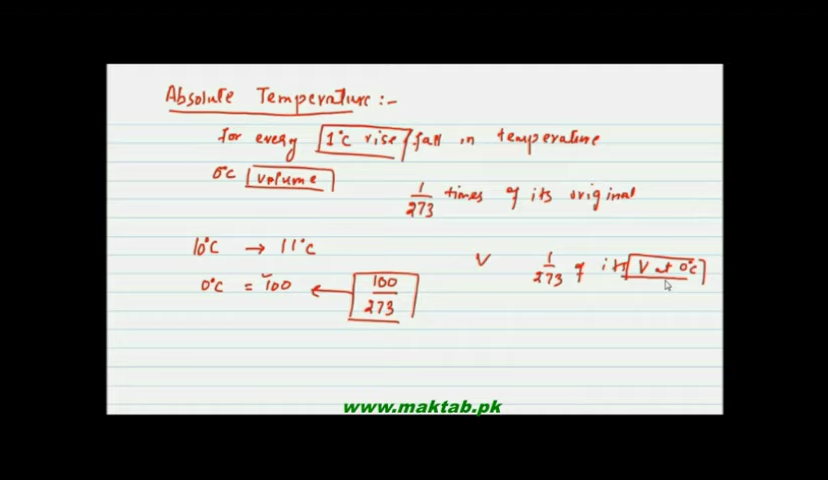 Absolute Temperature :-
for every 1°C rise / fall in temperature
0°C volume
1/273 times of its original
10°C → 11°C
V 1/273 of its V at 0°C
0°C = 100 ← 100/273
www.maktab.pk